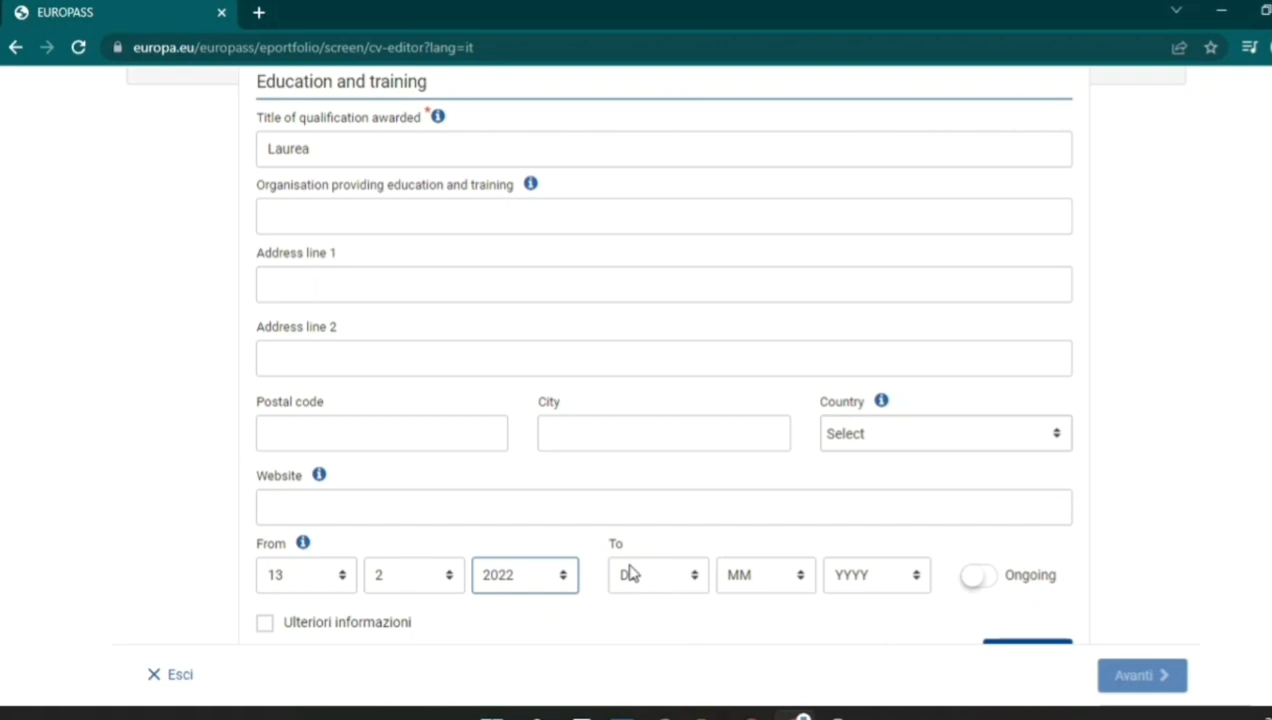 EUROPASS
europa.eu/europass/eportfolio/screen/cv-editor?lang=it
Education and training
Title of qualification awarded *
Laurea
Organisation providing education and training
Address line 1
Address line 2
Postal code City Country
Select
Website
From To
13 2 2022 MM YYYY Ongoing
Ulteriori informazioni
Esci Avanti